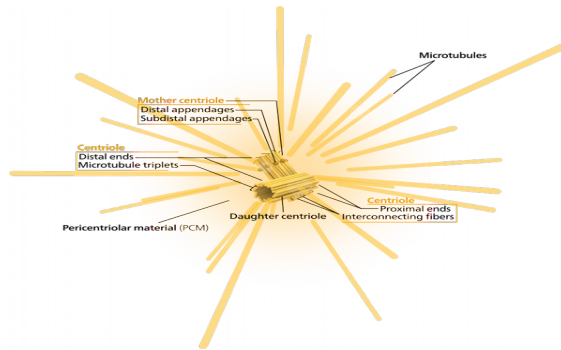 Microtubules
Mother centriole
Distal appendages
Subdistal appendages
Centriole
Distal ends
Microtubule triplets
Centriole
Proximal ends
Daughter centriole
Interconnecting fibers
Pericentriolar material (PCM)